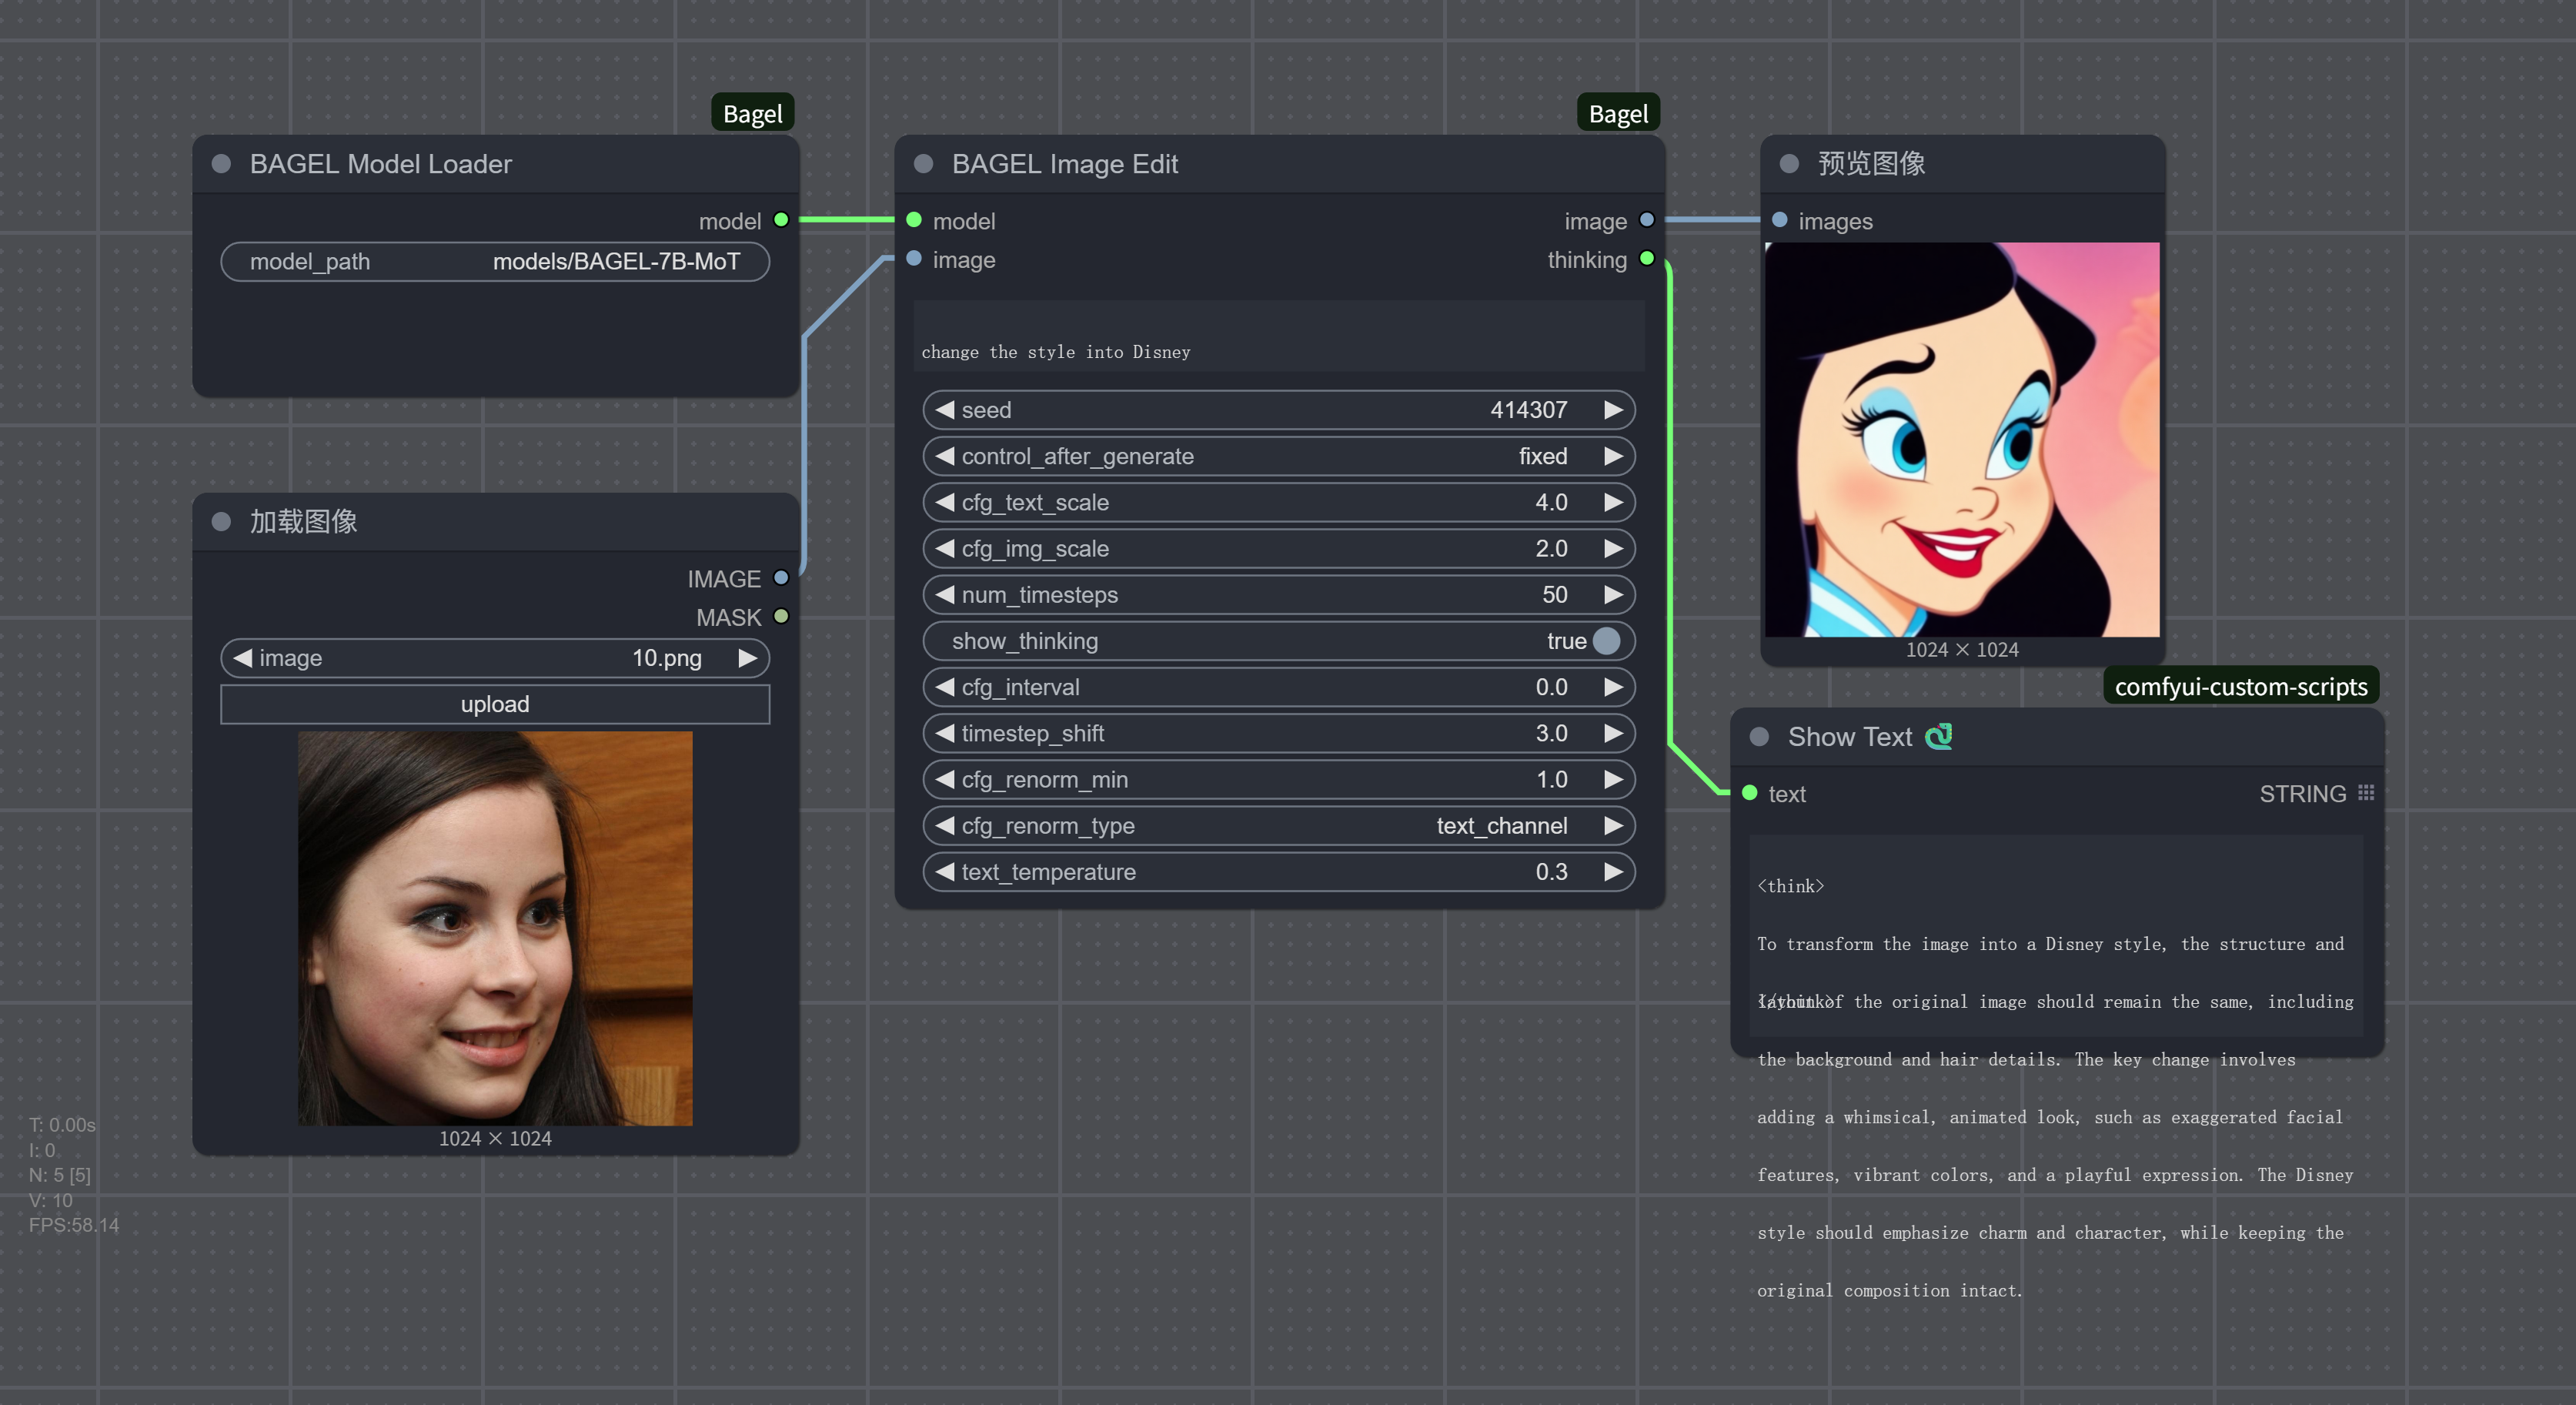 Bagel
BAGEL Model Loader
model
model_path models/BAGEL-7B-MoT
加载图像
IMAGE
MASK
image 10.png
upload
1024 × 1024
T: 0.00s
I: 0
N: 5 [5]
V: 10
FPS:58.14
Bagel
BAGEL Image Edit
model image
image thinking
change the style into Disney
seed 414307
control_after_generate fixed
cfg_text_scale 4.0
cfg_img_scale 2.0
num_timesteps 50
show_thinking true
cfg_interval 0.0
timestep_shift 3.0
cfg_renorm_min 1.0
cfg_renorm_type text_channel
text_temperature 0.3
预览图像
images
1024 × 1024
comfyui-custom-scripts
Show Text
text STRING
<think>
To transform the image into a Disney style, the structure and
layout of the original image should remain the same, including
</think>
the background and hair details. The key change involves
adding a whimsical, animated look, such as exaggerated facial
features, vibrant colors, and a playful expression. The Disney
style should emphasize charm and character, while keeping the
original composition intact.